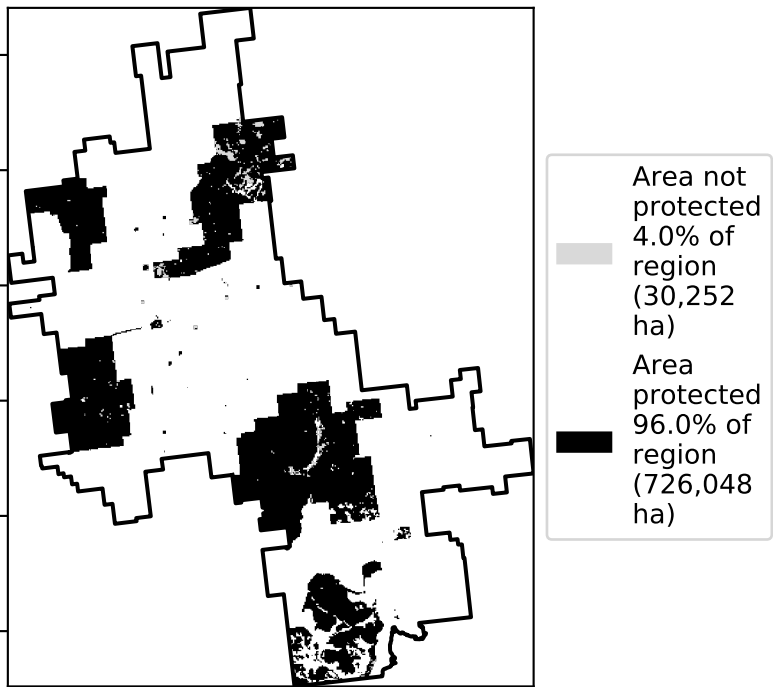 Area not
protected
4.0% of
region
(30,252
ha)
Area
protected
96.0% of
region
(726,048
ha)